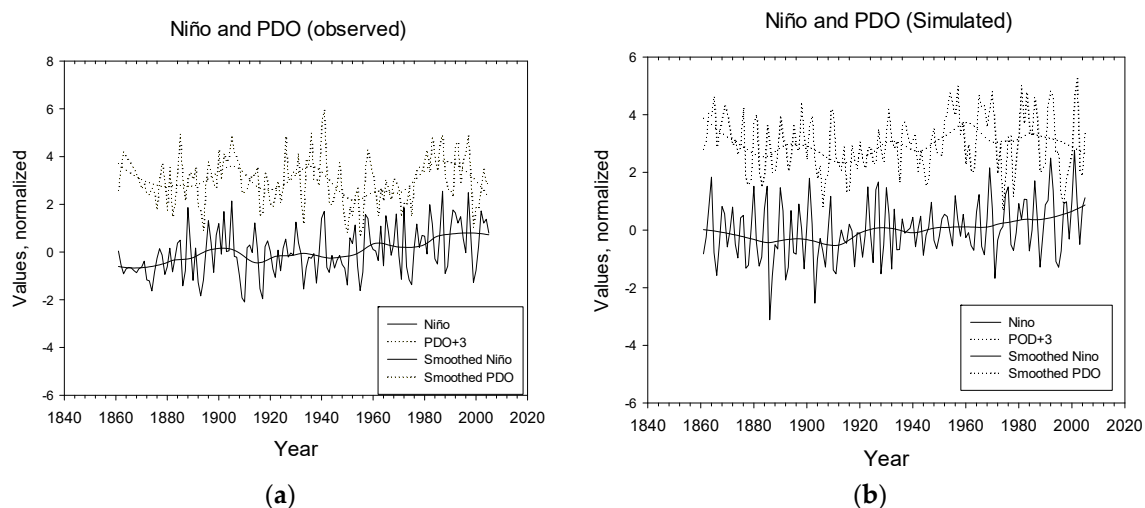 Niño and PDO (observed)
8
6
4
2
0
-2
-4
-6
Values, normalized
1840 1860 1880 1900 1920 1940 1960 1980 2000 2020
Year
Niño
PDO+3
Smoothed Niño
Smoothed PDO
(a)
Niño and PDO (Simulated)
6
4
2
0
-2
-4
-6
Values, normalized
1840 1860 1880 1900 1920 1940 1960 1980 2000 2020
Year
Nino
POD+3
Smoothed Nino
Smoothed PDO
(b)